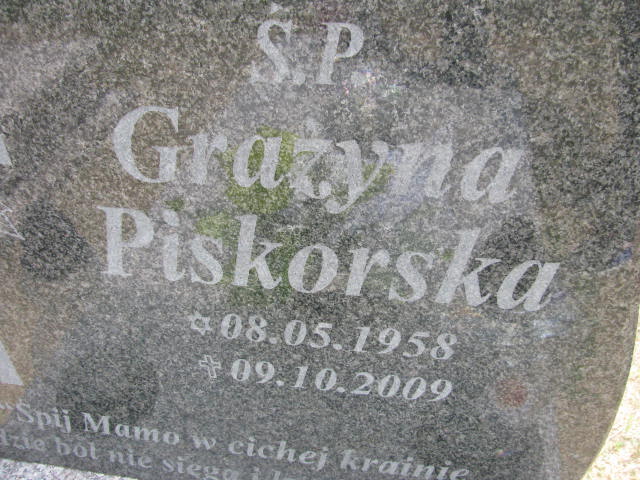 Ś.P.
Grażyna
Piskorska
☆ 08.05.1958
✝ 09.10.2009
„Śpij Mamo w cichej krainie
gdzie ból nie sięga i